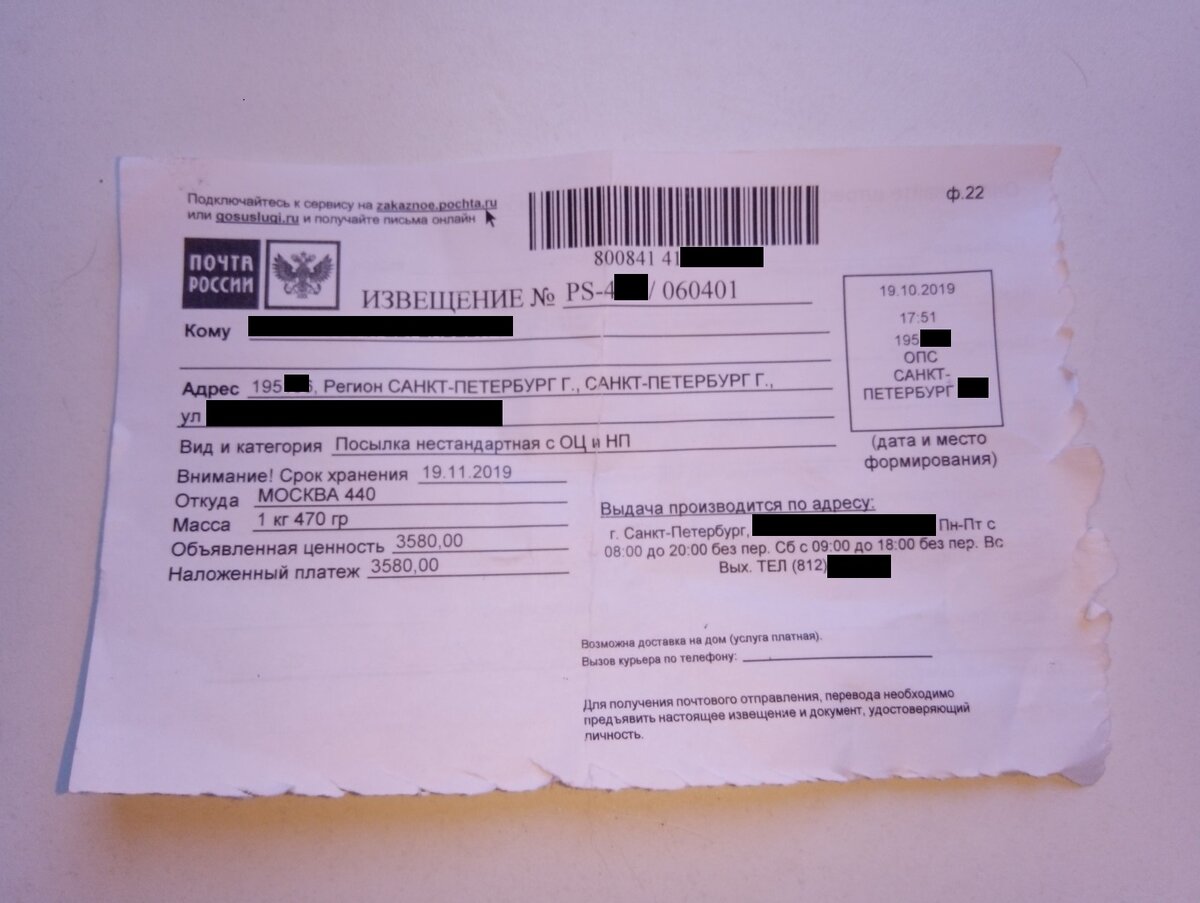 Подключайтесь к сервису на zakaznoe.pochta.ru
или gosuslugi.ru и получайте письма онлайн
ф.22
800841 41
ПОЧТА
РОССИИ
ИЗВЕЩЕНИЕ № PS-4 / 060401
Кому
Адрес 195 6, Регион САНКТ-ПЕТЕРБУРГ Г., САНКТ-ПЕТЕРБУРГ Г.,
ул
Вид и категория Посылка нестандартная с ОЦ и НП
19.10.2019
17:51
195
ОПС
САНКТ-
ПЕТЕРБУРГ
(дата и место
формирования)
Внимание! Срок хранения 19.11.2019
Откуда МОСКВА 440
Масса 1 кг 470 гр
Объявленная ценность 3580,00
Наложенный платеж 3580,00
Выдача производится по адресу:
г. Санкт-Петербург, Пн-Пт с
08:00 до 20:00 без пер. Сб с 09:00 до 18:00 без пер. Вс
Вых. ТЕЛ (812)
Возможна доставка на дом (услуга платная).
Вызов курьера по телефону:
Для получения почтового отправления, перевода необходимо
предъявить настоящее извещение и документ, удостоверяющий
личность.